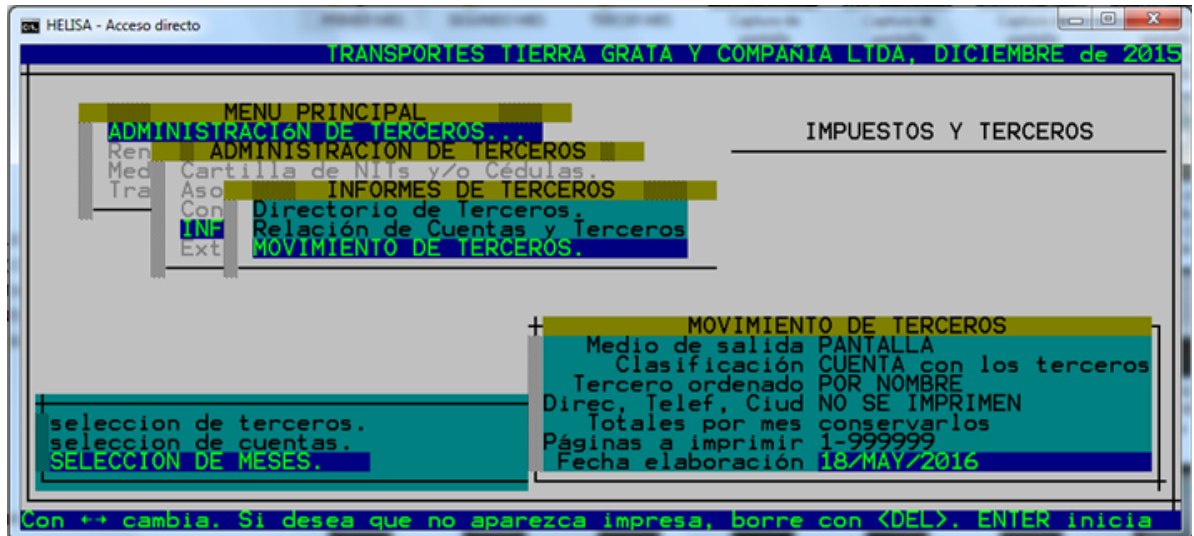 HELISA - Acceso directo
TRANSPORTES TIERRA GRATA Y COMPAÑIA LTDA, DICIEMBRE de 2015
MENU PRINCIPAL
ADMINISTRACIóN DE TERCEROS...
IMPUESTOS Y TERCEROS
Ren
ADMINISTRACION DE TERCEROS
Med
Cartilla de NITs y/o Cédulas.
Tra
Aso
INFORMES DE TERCEROS
Con
Directorio de Terceros.
INF
Relación de Cuentas y Terceros
Ext
MOVIMIENTO DE TERCEROS.
MOVIMIENTO DE TERCEROS
Medio de salida PANTALLA
Clasificación CUENTA con los terceros
Tercero ordenado POR NOMBRE
Direc, Telef, Ciud NO SE IMPRIMEN
Totales por mes conservarlos
Páginas a imprimir 1-999999
Fecha elaboración 18/MAY/2016
seleccion de terceros.
seleccion de cuentas.
SELECCION DE MESES.
Con ←→ cambia. Si desea que no aparezca impresa, borre con <DEL>. ENTER inicia